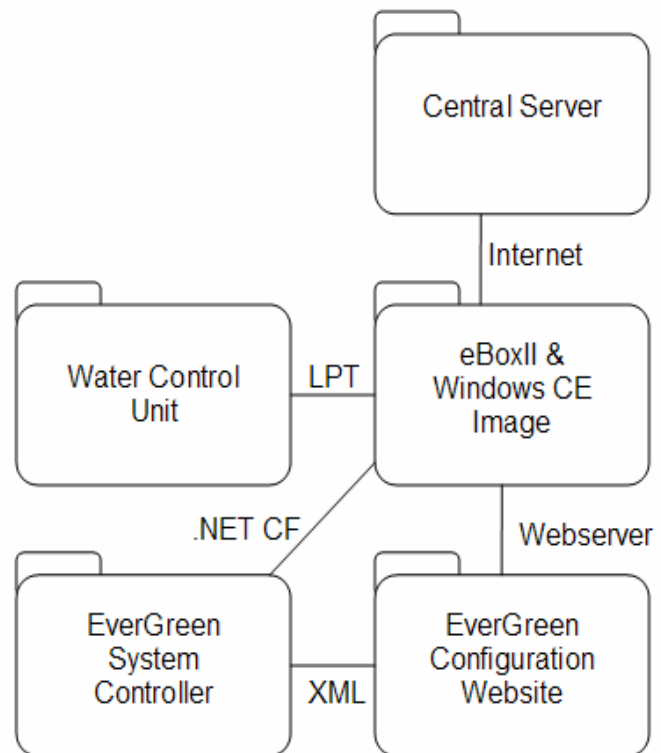 Central Server
Internet
Water Control
Unit
LPT
eBoxII &
Windows CE
Image
.NET CF
Webserver
EverGreen
System
Controller
XML
EverGreen
Configuration
Website